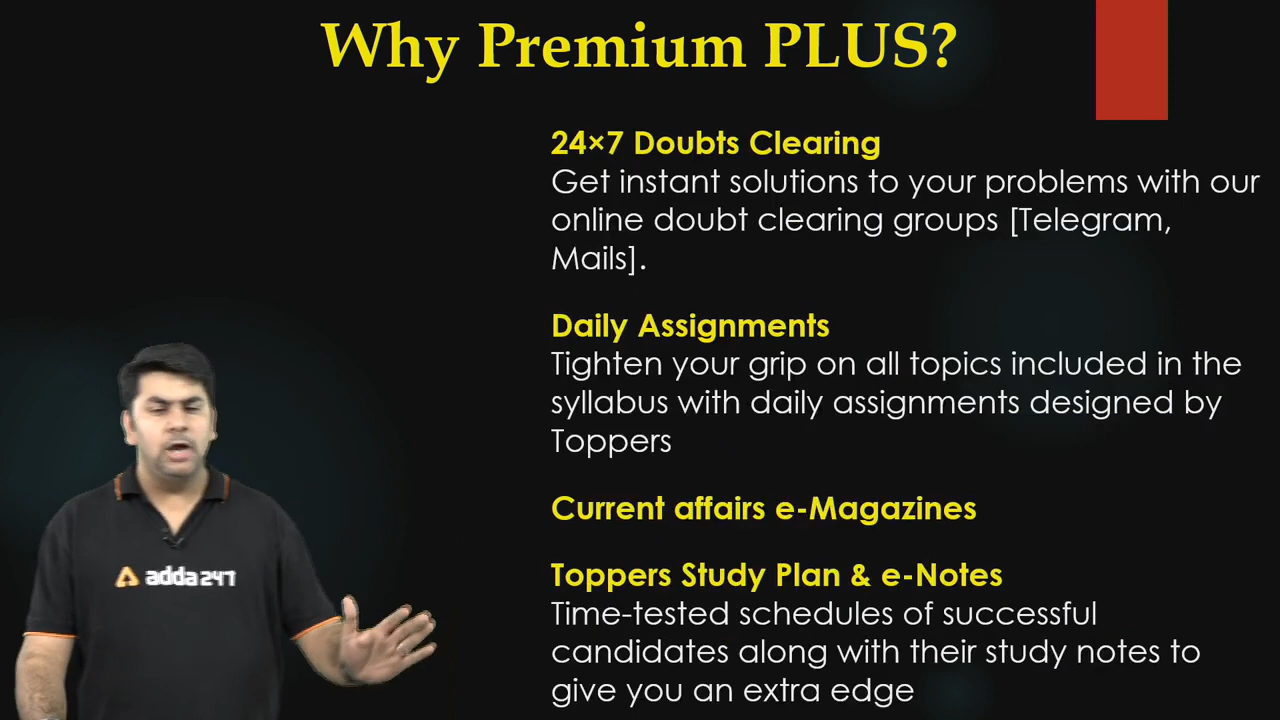 Why Premium PLUS?
24×7 Doubts Clearing
Get instant solutions to your problems with our
online doubt clearing groups [Telegram,
Mails].
Daily Assignments
Tighten your grip on all topics included in the
syllabus with daily assignments designed by
Toppers
Current affairs e-Magazines
Toppers Study Plan & e-Notes
Time-tested schedules of successful
candidates along with their study notes to
give you an extra edge
adda247